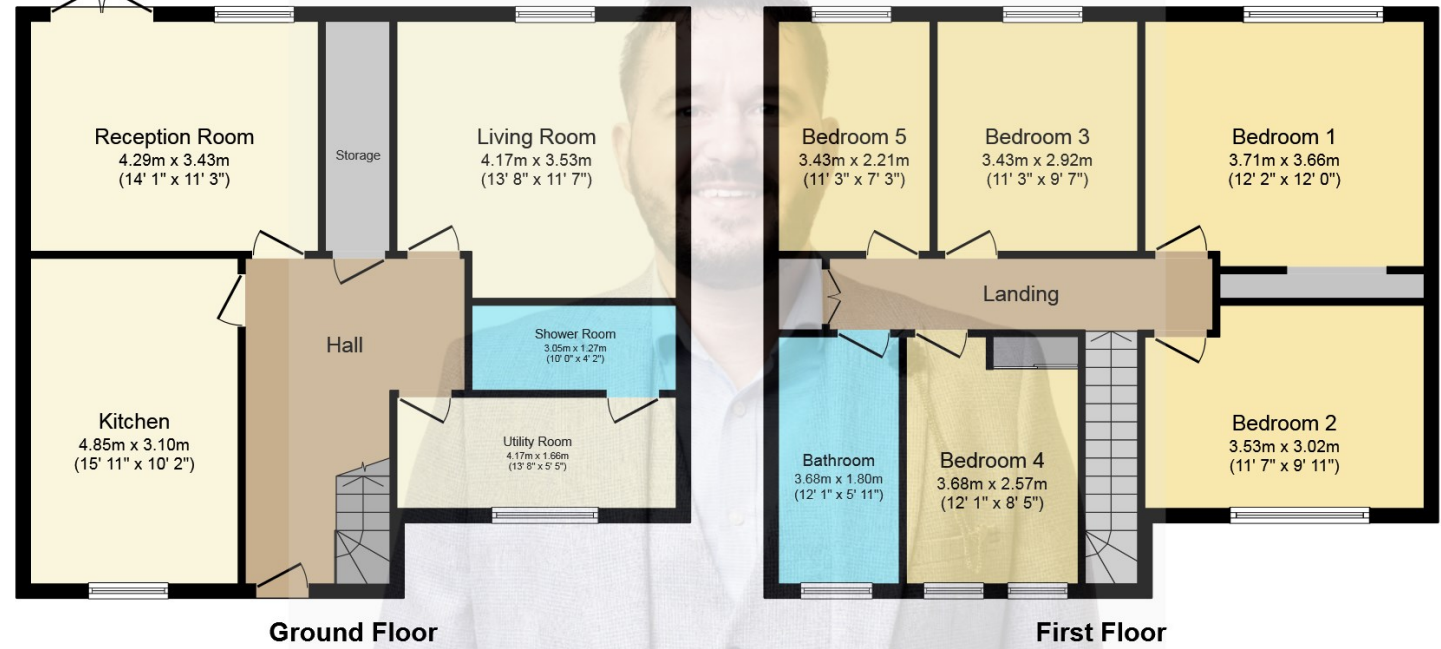 Reception Room
4.29m x 3.43m
(14' 1" x 11' 3")
Storage
Living Room
4.17m x 3.53m
(13' 8" x 11' 7")
Kitchen
4.85m x 3.10m
(15' 11" x 10' 2")
Hall
Shower Room
3.05m x 1.27m
(10' 0" x 4' 2")
Utility Room
4.17m x 1.66m
(13' 8" x 5' 5")
Ground Floor
Bedroom 5
3.43m x 2.21m
(11' 3" x 7' 3")
Bedroom 3
3.43m x 2.92m
(11' 3" x 9' 7")
Bedroom 1
3.71m x 3.66m
(12' 2" x 12' 0")
Landing
Bathroom
3.68m x 1.80m
(12' 1" x 5' 11")
Bedroom 4
3.68m x 2.57m
(12' 1" x 8' 5")
Bedroom 2
3.53m x 3.02m
(11' 7" x 9' 11")
First Floor